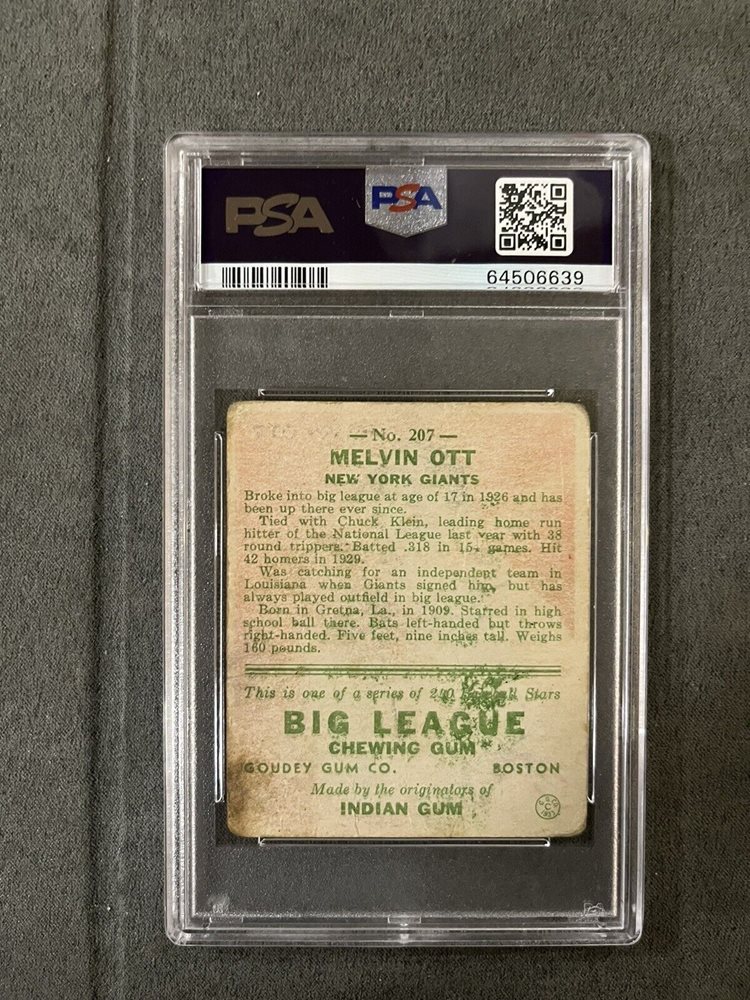 PSA
PSA
64506639
— No. 207 —
MELVIN OTT
NEW YORK GIANTS
Broke into big league at age of 17 in 1926 and has
been up there ever since.
Tied with Chuck Klein, leading home run
hitter of the National League last year with 38
round trippers. Batted .318 in 154 games. Hit
42 homers in 1929.
Was catching for an independent team in
Louisiana when Giants signed him, but has
always played outfield in big league.
Born in Gretna, La., in 1909. Starred in high
school ball there. Bats left-handed but throws
right-handed. Five feet, nine inches tall. Weighs
160 pounds.
This is one of a series of 240 Baseball Stars
BIG LEAGUE
CHEWING GUM
GOUDEY GUM CO. BOSTON
Made by the originators of
INDIAN GUM